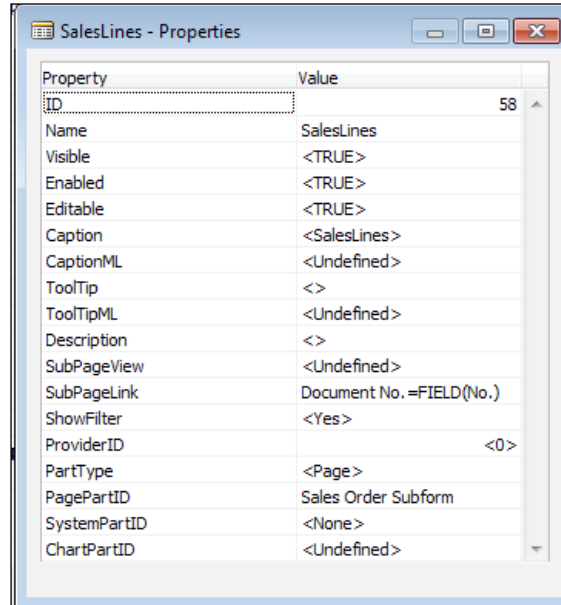 SalesLines - Properties
Property Value
ID 58
Name SalesLines
Visible <TRUE>
Enabled <TRUE>
Editable <TRUE>
Caption <SalesLines>
CaptionML <Undefined>
ToolTip <>
ToolTipML <Undefined>
Description <>
SubPageView <Undefined>
SubPageLink Document No.=FIELD(No.)
ShowFilter <Yes>
ProviderID <0>
PartType <Page>
PagePartID Sales Order Subform
SystemPartID <None>
ChartPartID <Undefined>